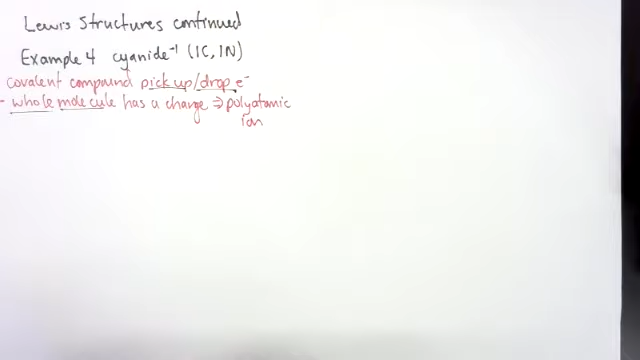 Lewis Structures continued
Example 4 cyanide⁻¹ (1C, 1N)
covalent compound pick up/drop e⁻
- whole molecule has a charge ⇒ polyatomic
ion